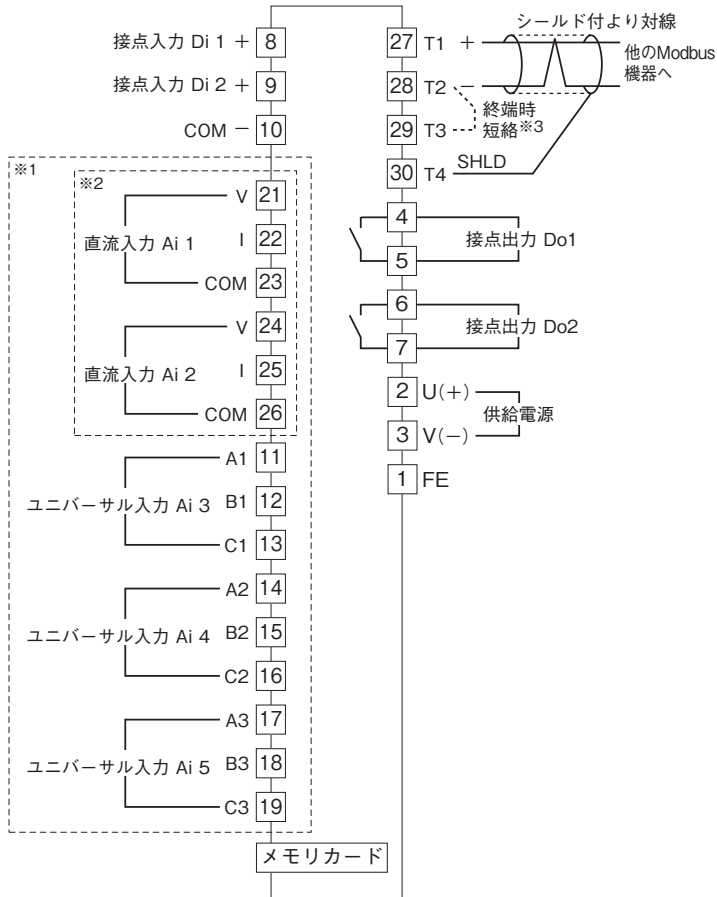 接点入力 Di 1 + 8
接点入力 Di 2 + 9
COM − 10
※1
※2
直流入力 Ai 1
V 21
I 22
COM 23
直流入力 Ai 2
V 24
I 25
COM 26
ユニバーサル入力 Ai 3
A1 11
B1 12
C1 13
ユニバーサル入力 Ai 4
A2 14
B2 15
C2 16
ユニバーサル入力 Ai 5
A3 17
B3 18
C3 19
メモリカード
シールド付より対線
27 T1 +
他のModbus
機器へ
28 T2 −
終端時
短絡※3
29 T3
30 T4 SHLD
4
接点出力 Do1
5
6
接点出力 Do2
7
2 U(+)
供給電源
3 V(−)
1 FE